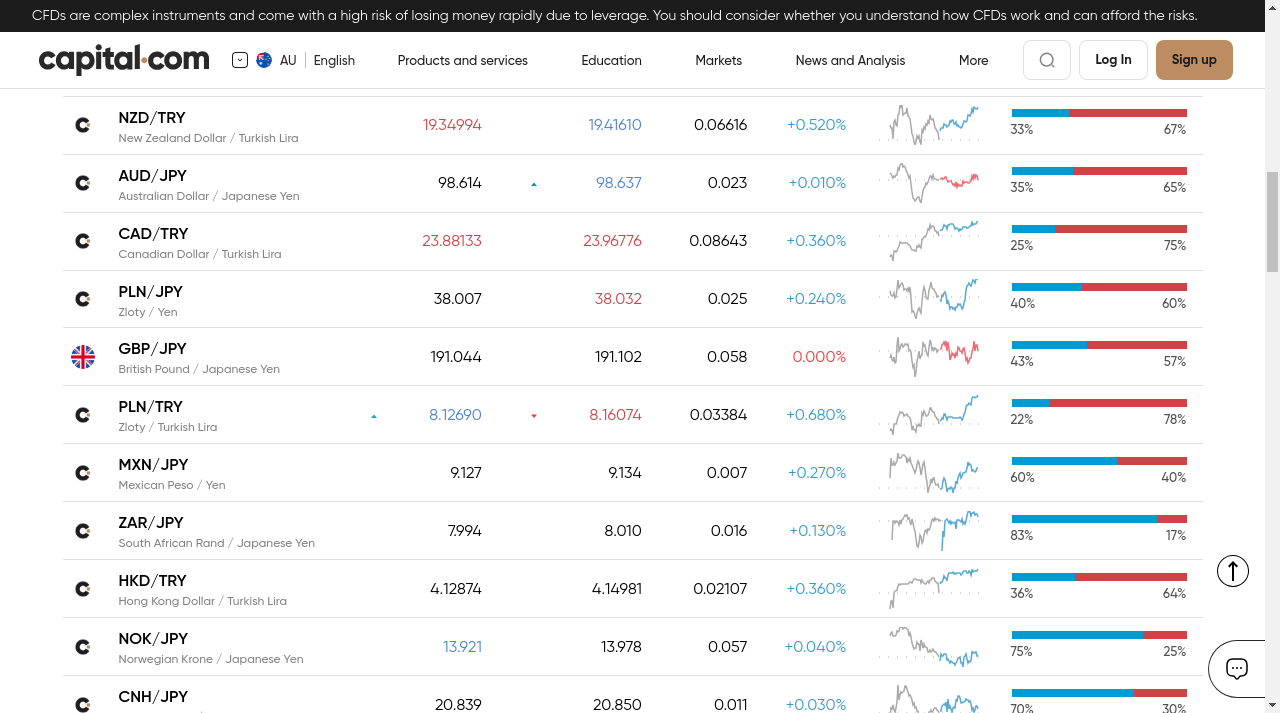 CFDs are complex instruments and come with a high risk of losing money rapidly due to leverage. You should consider whether you understand how CFDs work and can afford the risks.
capital.com AU English Products and services Education Markets News and Analysis More Log In Sign up
NZD/TRY 19.34994 19.41610 0.06616 +0.520% 33% 67%
New Zealand Dollar / Turkish Lira
AUD/JPY 98.614 98.637 0.023 +0.010% 35% 65%
Australian Dollar / Japanese Yen
CAD/TRY 23.88133 23.96776 0.08643 +0.360% 25% 75%
Canadian Dollar / Turkish Lira
PLN/JPY 38.007 38.032 0.025 +0.240% 40% 60%
Zloty / Yen
GBP/JPY 191.044 191.102 0.058 0.000% 43% 57%
British Pound / Japanese Yen
PLN/TRY 8.12690 8.16074 0.03384 +0.680% 22% 78%
Zloty / Turkish Lira
MXN/JPY 9.127 9.134 0.007 +0.270% 60% 40%
Mexican Peso / Yen
ZAR/JPY 7.994 8.010 0.016 +0.130% 83% 17%
South African Rand / Japanese Yen
HKD/TRY 4.12874 4.14981 0.02107 +0.360% 36% 64%
Hong Kong Dollar / Turkish Lira
NOK/JPY 13.921 13.978 0.057 +0.040% 75% 25%
Norwegian Krone / Japanese Yen
CNH/JPY 20.839 20.850 0.011 +0.030% 70% 30%